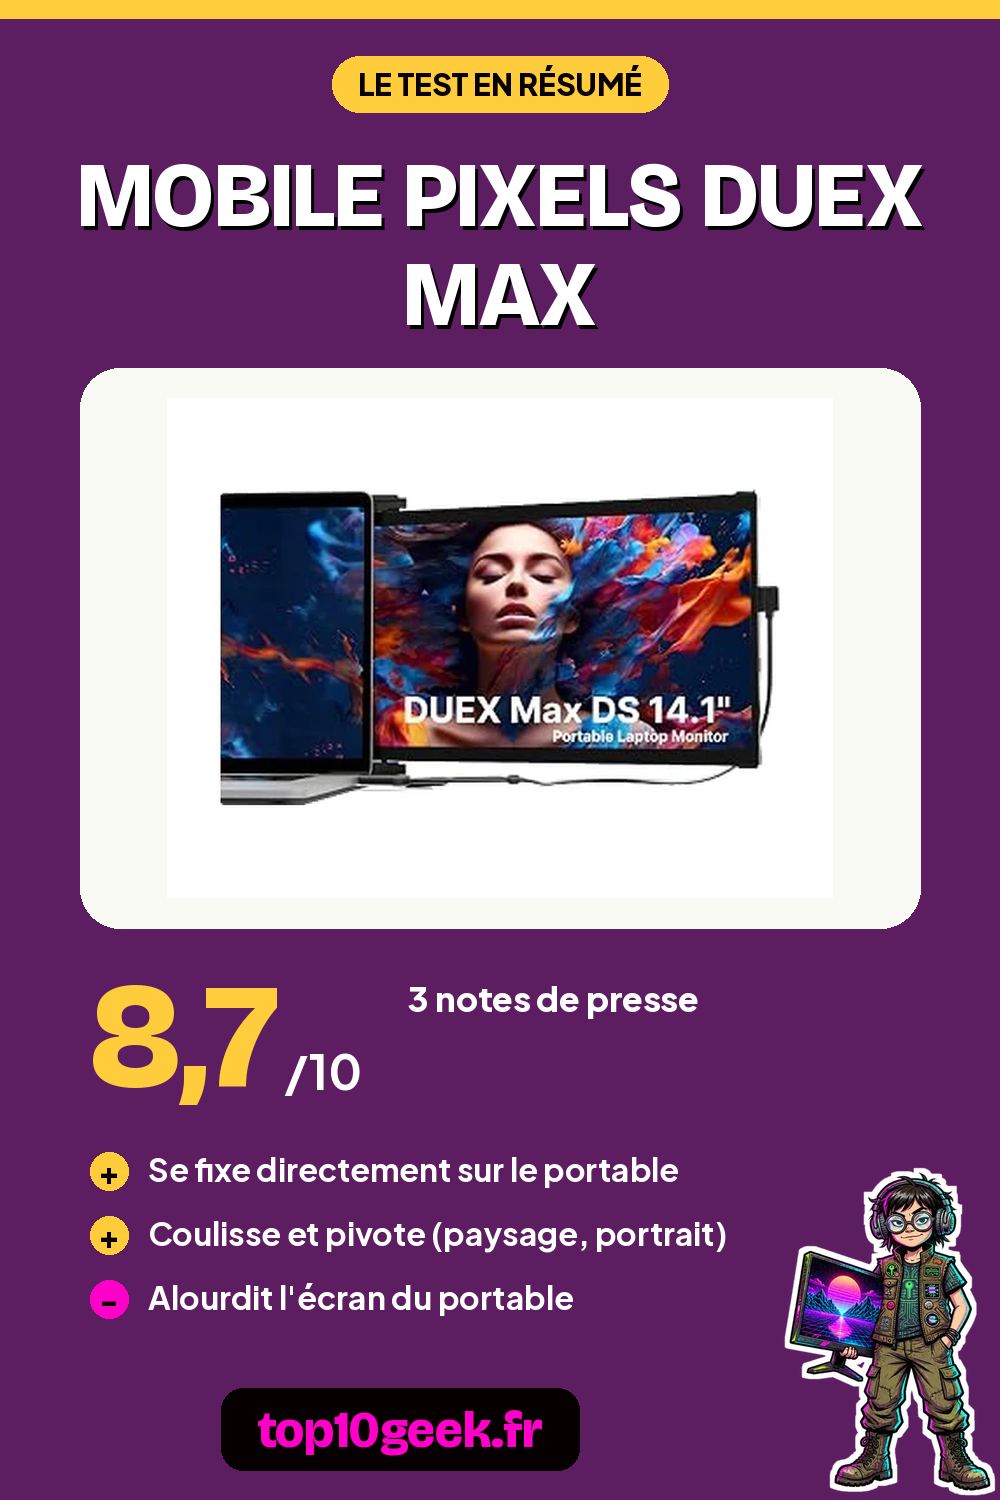 LE TEST EN RÉSUMÉ
MOBILE PIXELS DUEX
MAX
DUEX Max DS 14.1"
Portable Laptop Monitor
8,7/10
3 notes de presse
+ Se fixe directement sur le portable
+ Coulisse et pivote (paysage, portrait)
- Alourdit l'écran du portable
top10geek.fr